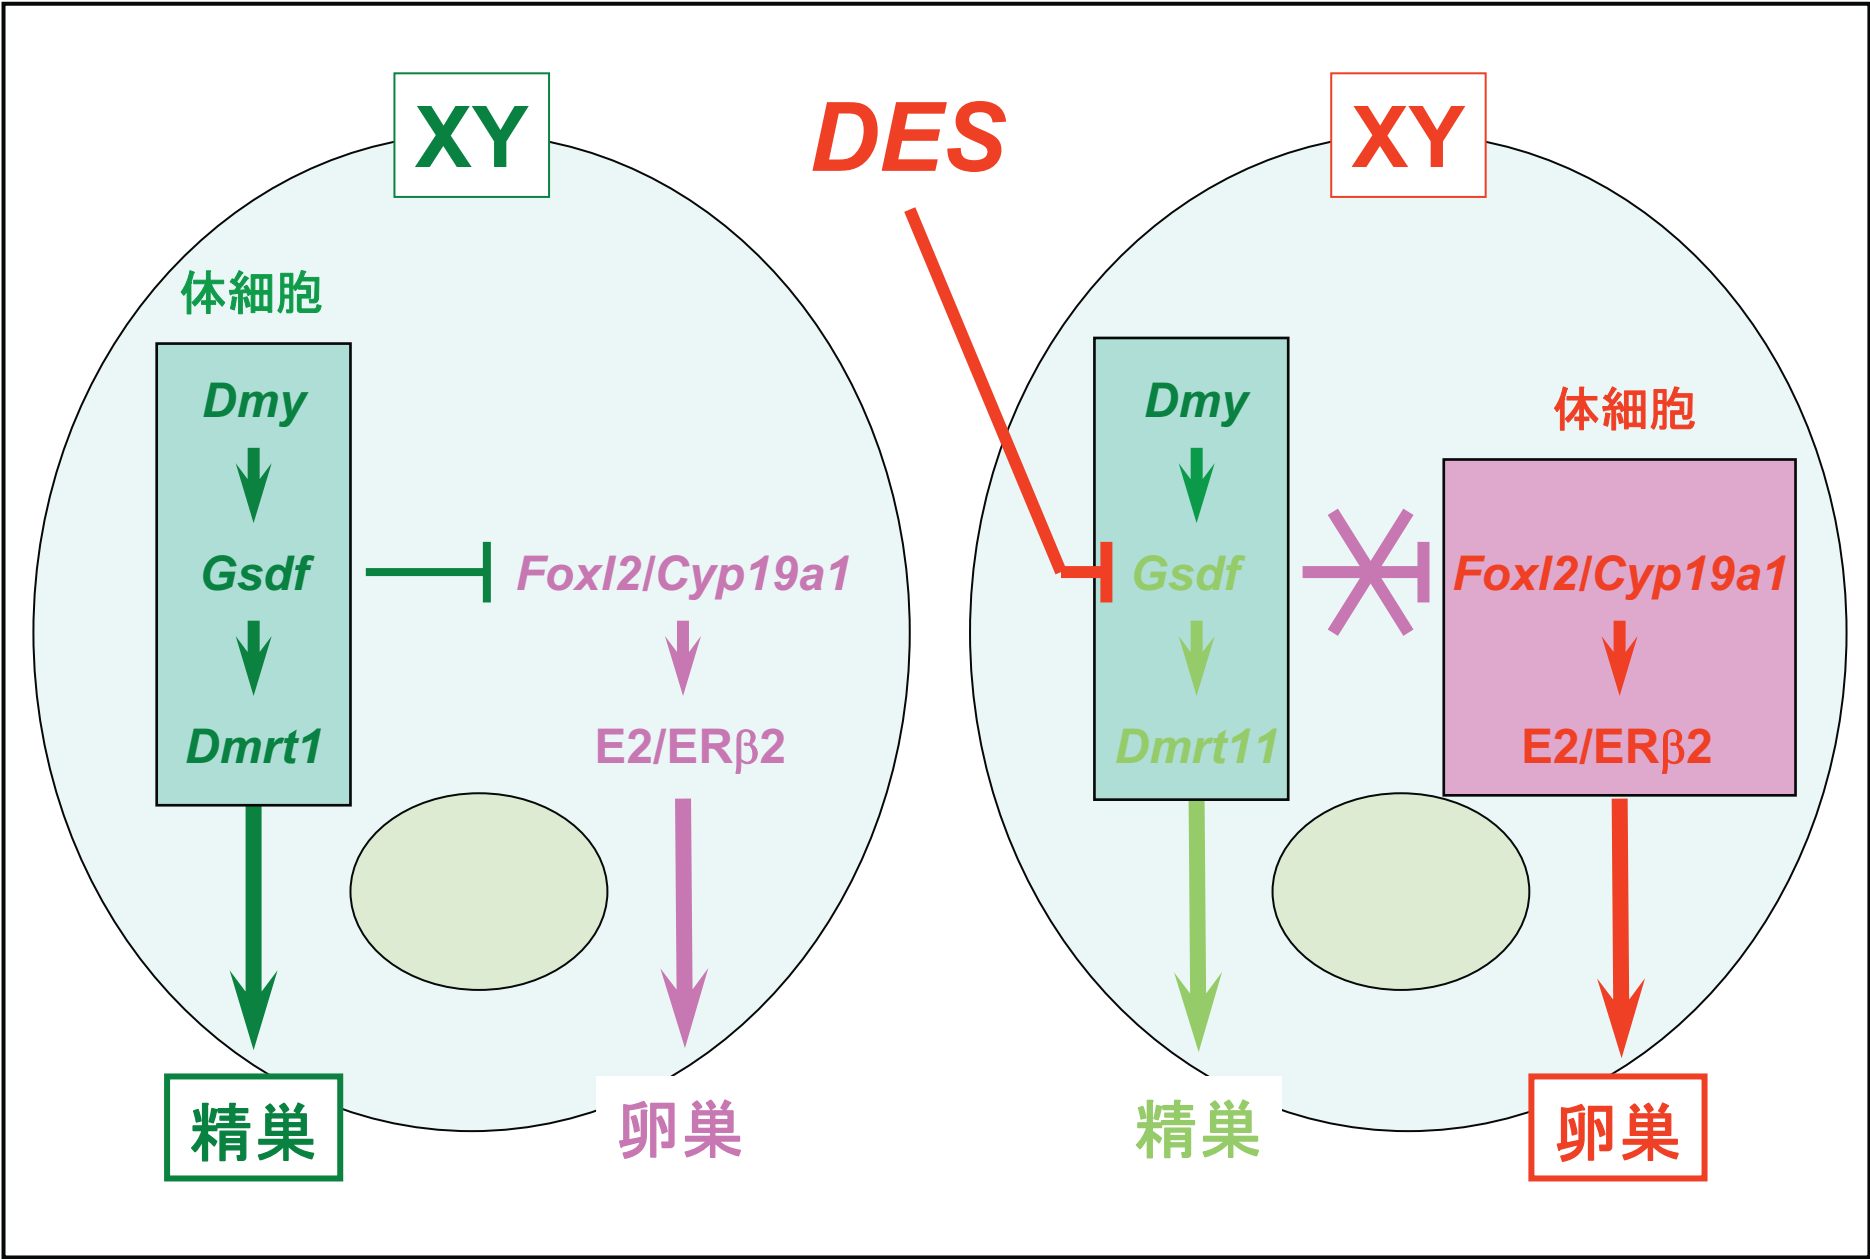 XY
体細胞
Dmy
Gsdf
Foxl2/Cyp19a1
Dmrt1
E2/ERβ2
精巣
卵巣
DES
XY
Dmy
体細胞
Gsdf
Foxl2/Cyp19a1
Dmrt11
E2/ERβ2
精巣
卵巣